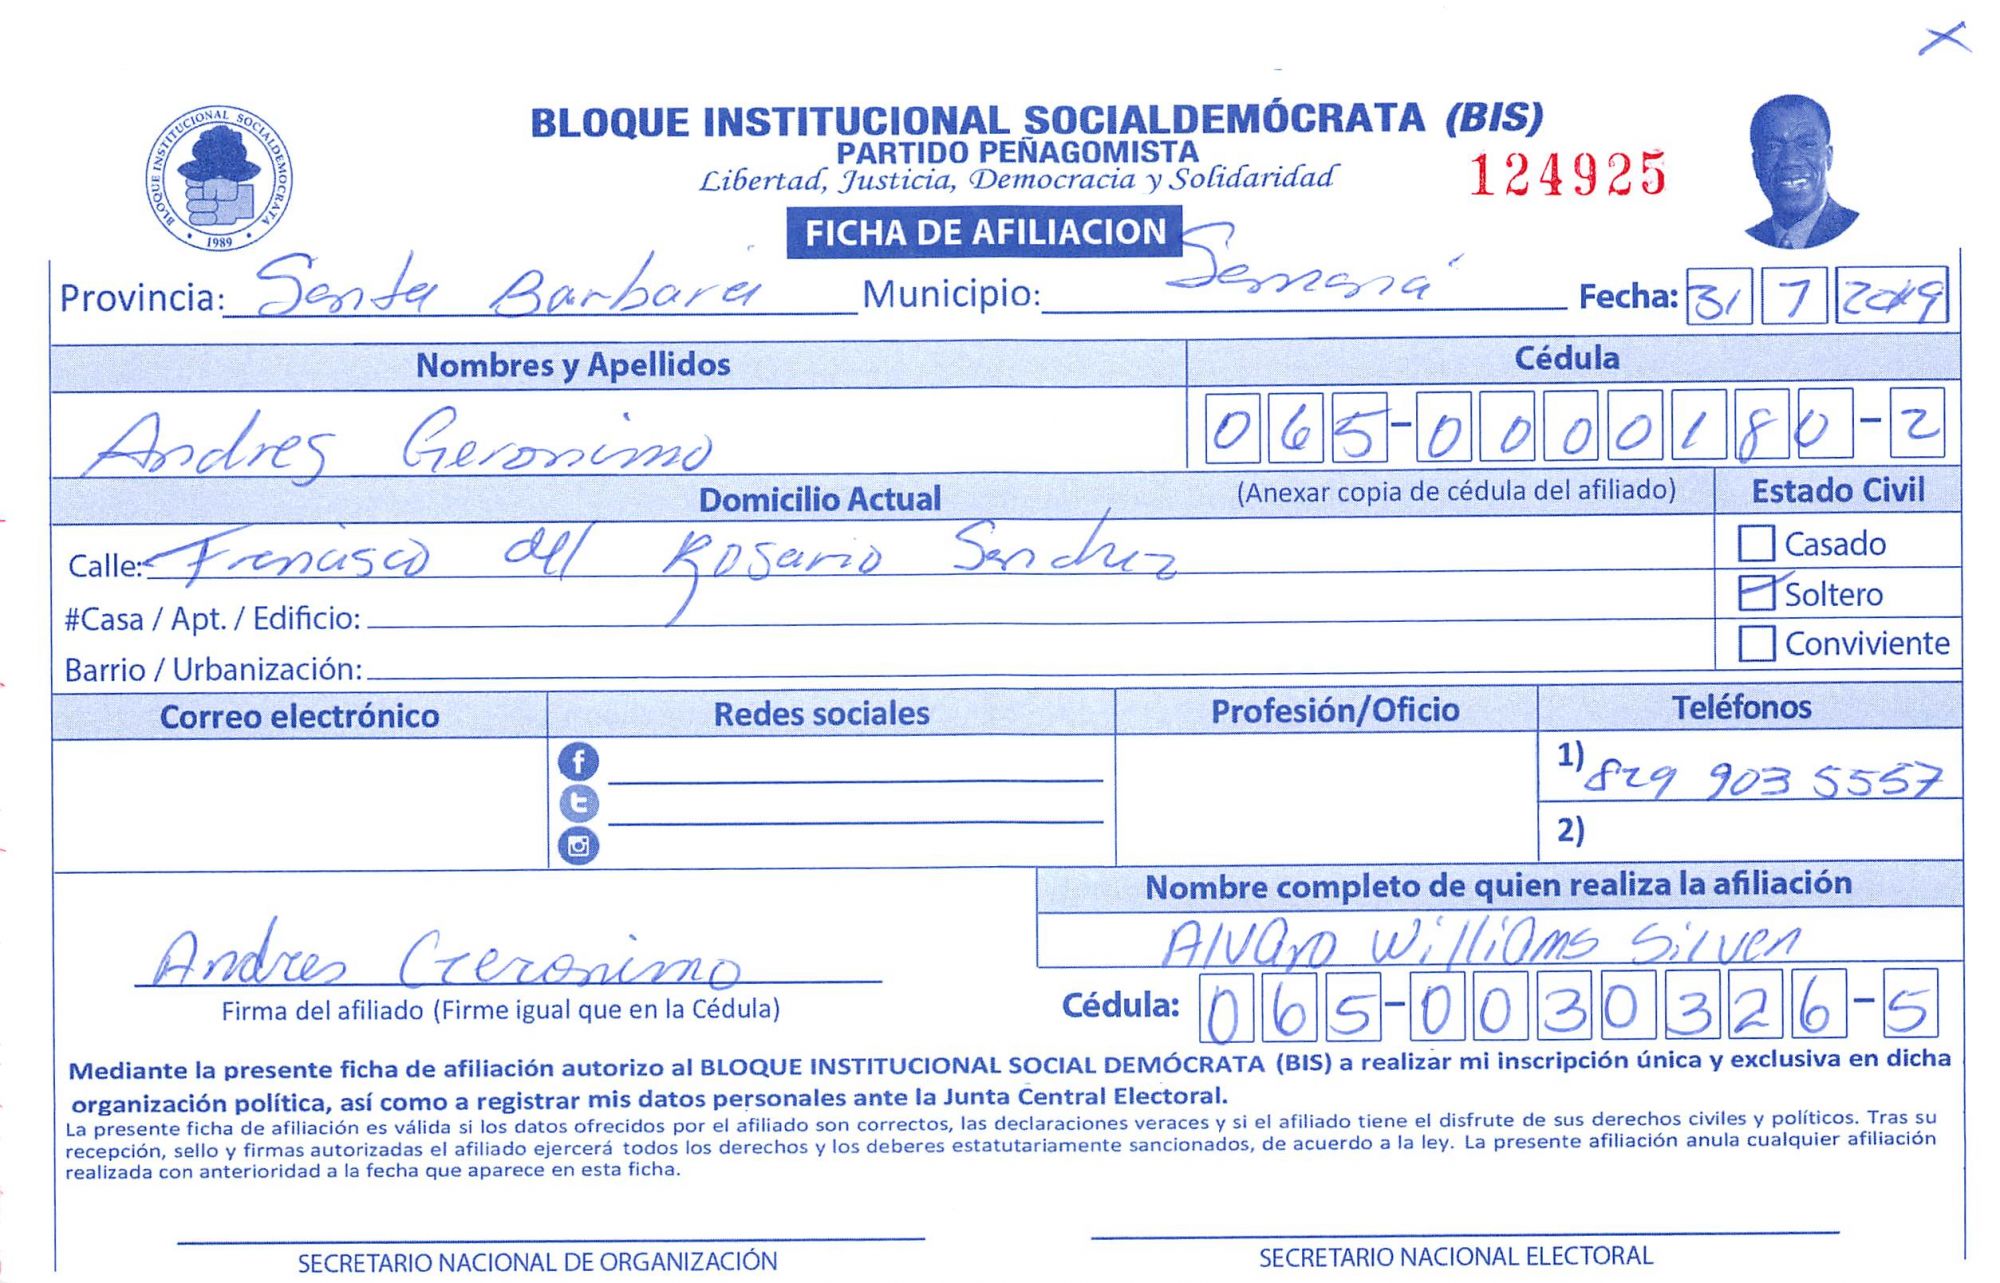 BLOQUE INSTITUCIONAL SOCIALDEMÓCRATA (BIS)
PARTIDO PEÑAGOMISTA
Libertad, Justicia, Democracia y Solidaridad
124925
BLOQUE INSTITUCIONAL SOCIALDEMOCRATA
1989
FICHA DE AFILIACION
Provincia: Santa Barbara Municipio: Samaná Fecha: 31 7 2019
Nombres y Apellidos Cédula
Andres Geronimo 065-0000180-2
Domicilio Actual (Anexar copia de cédula del afiliado) Estado Civil
Calle: Francisco del Rosario Sanchez Casado
#Casa / Apt. / Edificio: Soltero
Barrio / Urbanización: Conviviente
Correo electrónico Redes sociales Profesión/Oficio Teléfonos
1) 829 903 5557
2)
Nombre completo de quien realiza la afiliación
Alvaro Williams Silven
Andres Geronimo
Firma del afiliado (Firme igual que en la Cédula) Cédula: 065-0030326-5
Mediante la presente ficha de afiliación autorizo al BLOQUE INSTITUCIONAL SOCIAL DEMÓCRATA (BIS) a realizar mi inscripción única y exclusiva en dicha
organización política, así como a registrar mis datos personales ante la Junta Central Electoral.
La presente ficha de afiliación es válida si los datos ofrecidos por el afiliado son correctos, las declaraciones veraces y si el afiliado tiene el disfrute de sus derechos civiles y políticos. Tras su
recepción, sello y firmas autorizadas el afiliado ejercerá todos los derechos y los deberes estatutariamente sancionados, de acuerdo a la ley. La presente afiliación anula cualquier afiliación
realizada con anterioridad a la fecha que aparece en esta ficha.
SECRETARIO NACIONAL DE ORGANIZACIÓN SECRETARIO NACIONAL ELECTORAL